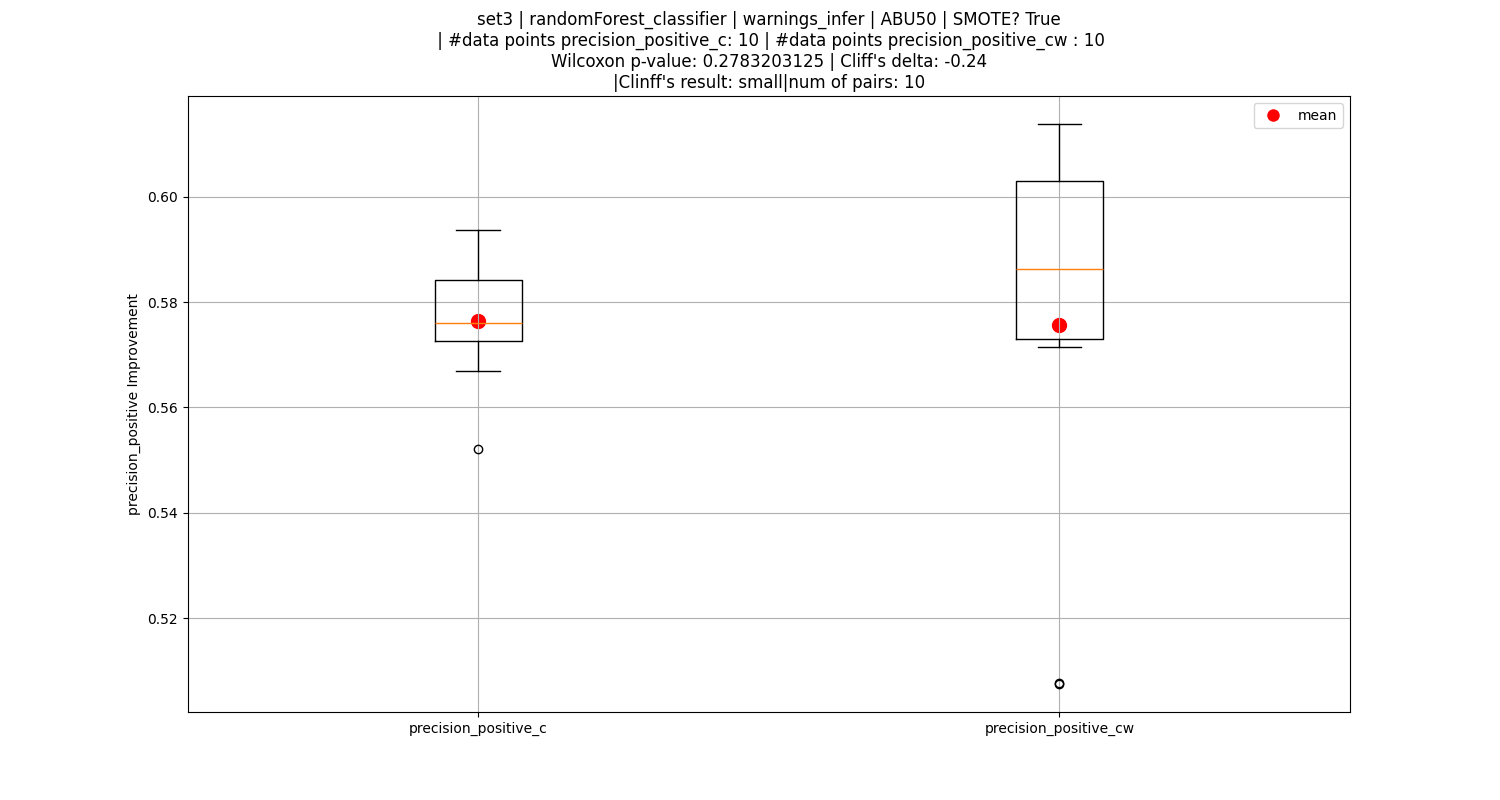 set3 | randomForest_classifier | warnings_infer | ABU50 | SMOTE? True
| #data points precision_positive_c: 10 | #data points precision_positive_cw : 10
Wilcoxon p-value: 0.2783203125 | Cliff's delta: -0.24
|Clinff's result: small|num of pairs: 10
mean
0.60
0.58
0.56
0.54
0.52
precision_positive Improvement
precision_positive_c
precision_positive_cw